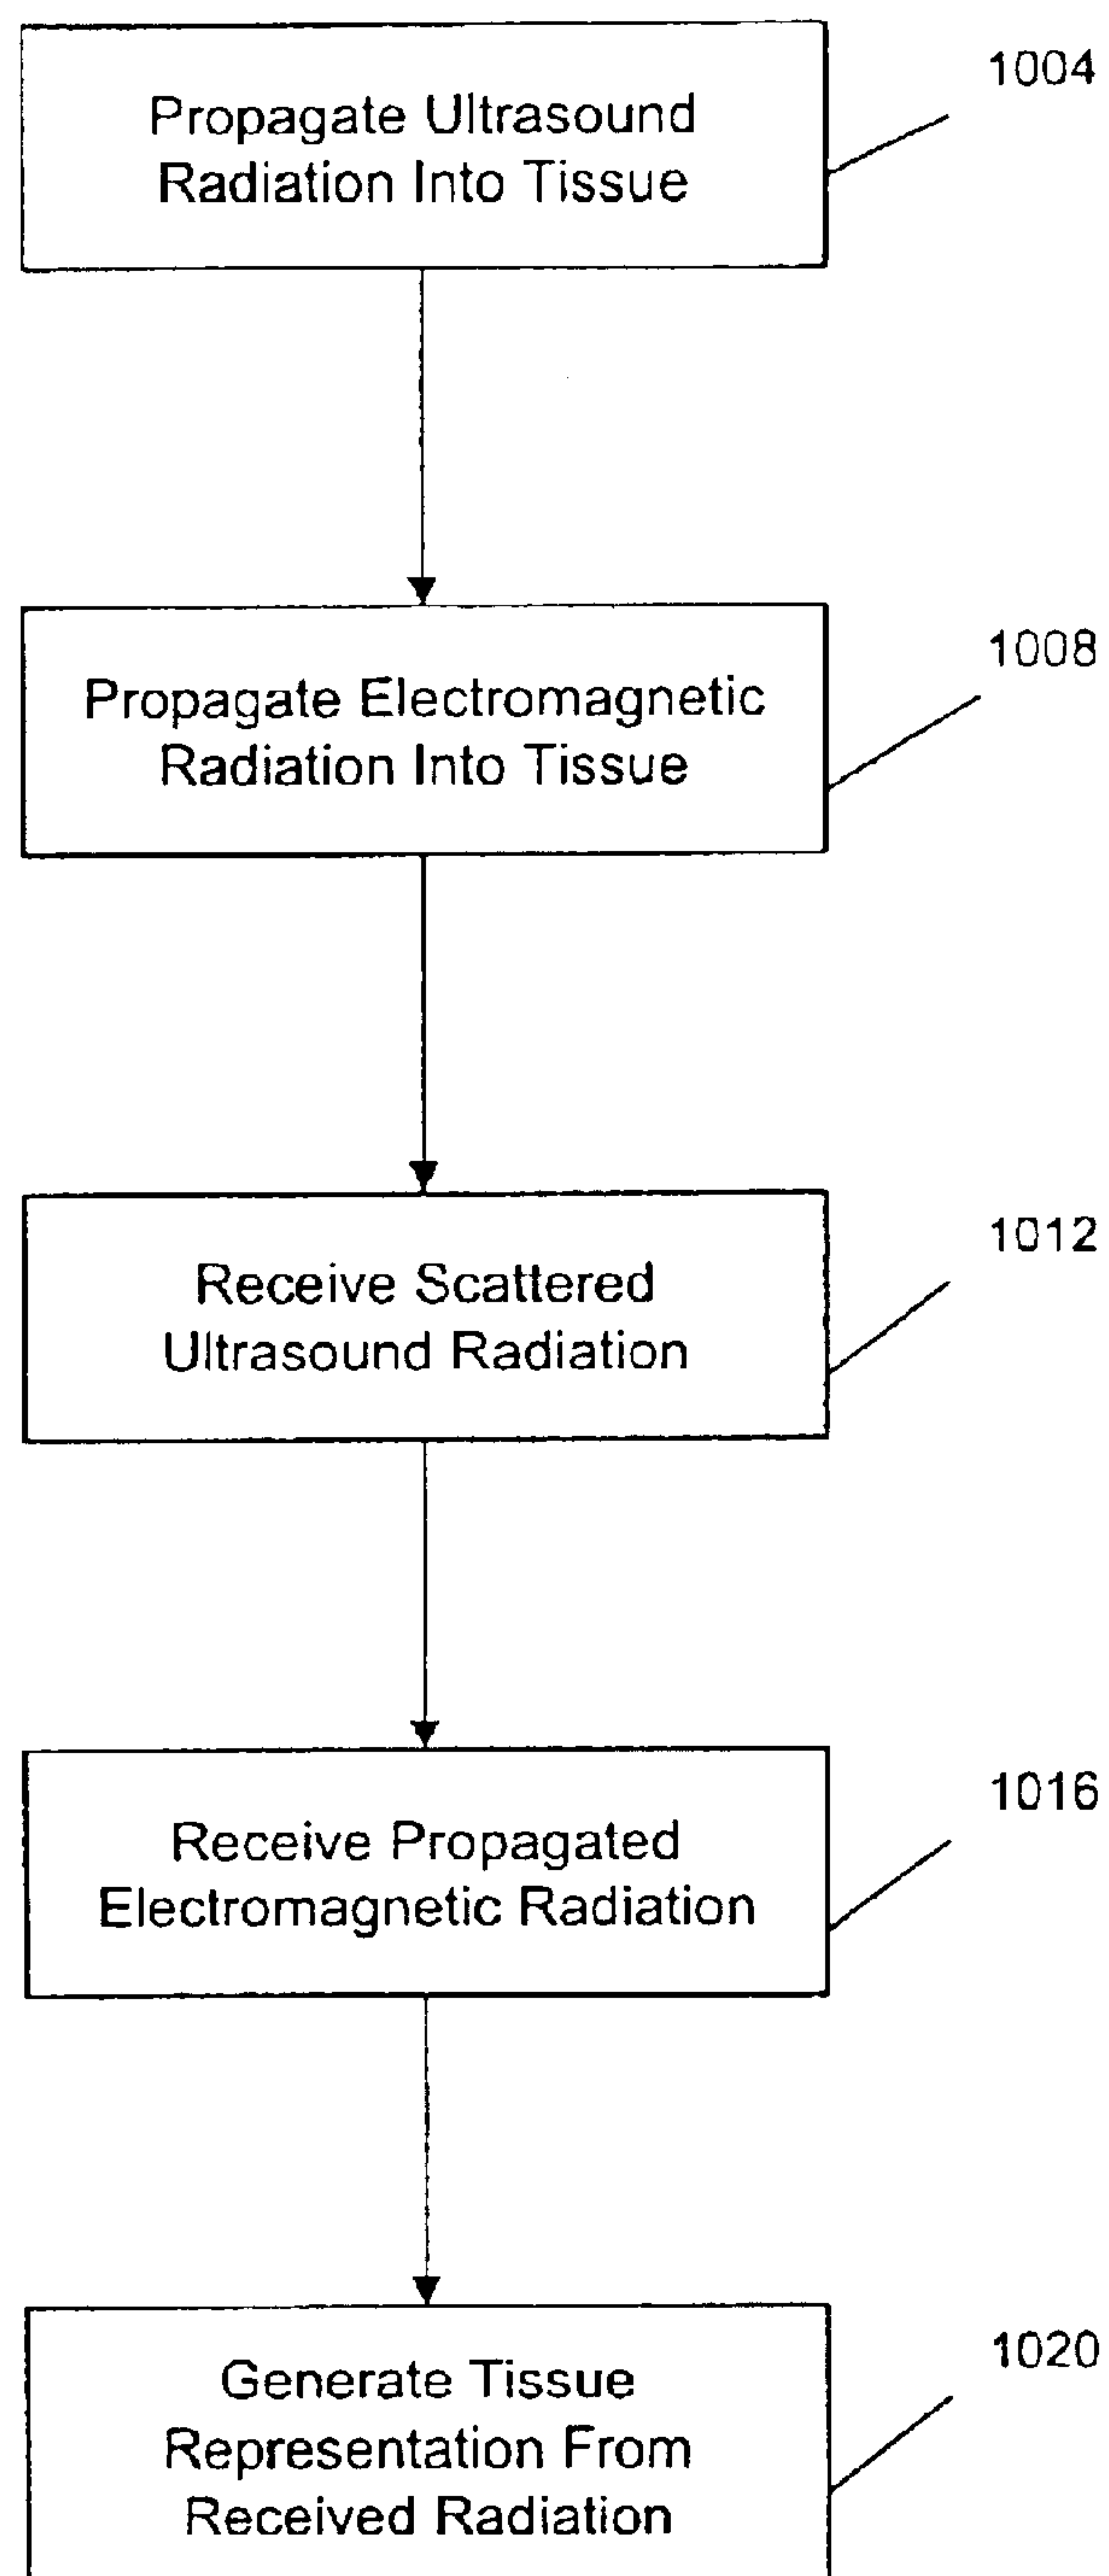 1004
Propagate Ultrasound
Radiation Into Tissue
1008
Propagate Electromagnetic
Radiation Into Tissue
1012
Receive Scattered
Ultrasound Radiation
1016
Receive Propagated
Electromagnetic Radiation
1020
Generate Tissue
Representation From
Received Radiation